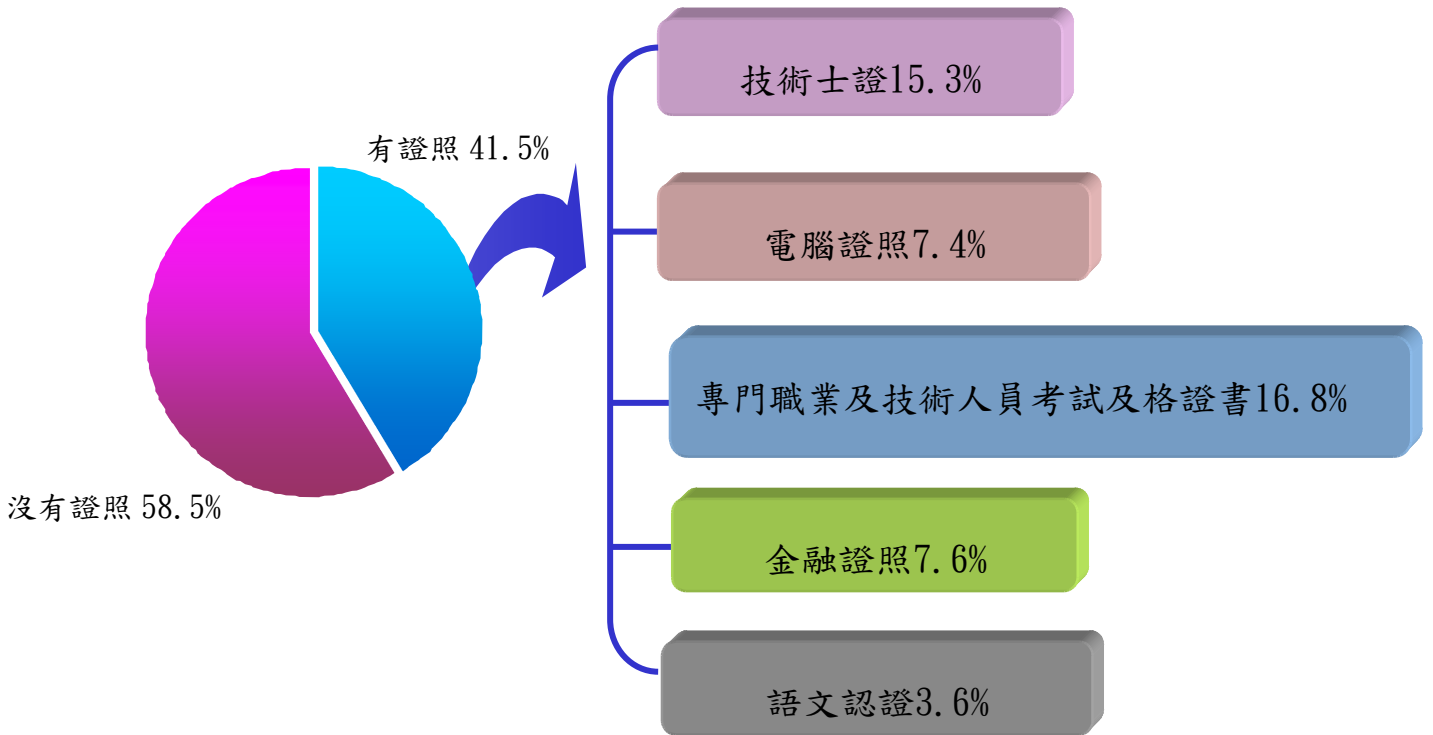 有證照 41.5%
沒有證照 58.5%
技術士證15.3%
電腦證照7.4%
專門職業及技術人員考試及格證書16.8%
金融證照7.6%
語文認證3.6%